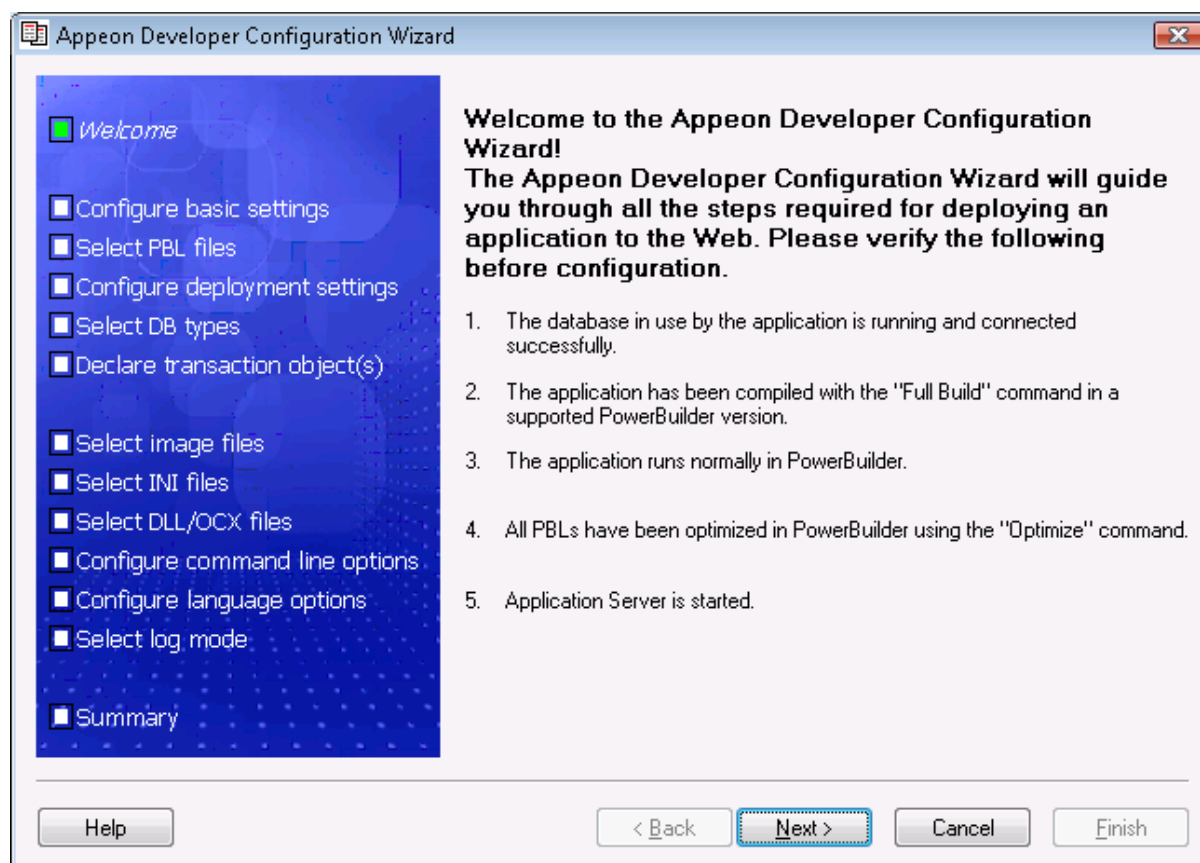 Appeon Developer Configuration Wizard
Welcome
Configure basic settings
Select PBL files
Configure deployment settings
Select DB types
Declare transaction object(s)
Select image files
Select INI files
Select DLL/OCX files
Configure command line options
Configure language options
Select log mode
Summary
Welcome to the Appeon Developer Configuration
Wizard!
The Appeon Developer Configuration Wizard will guide
you through all the steps required for deploying an
application to the Web. Please verify the following
before configuration.
1. The database in use by the application is running and connected
successfully.
2. The application has been compiled with the "Full Build" command in a
supported PowerBuilder version.
3. The application runs normally in PowerBuilder.
4. All PBLs have been optimized in PowerBuilder using the "Optimize" command.
5. Application Server is started.
Help
< Back
Next >
Cancel
Finish